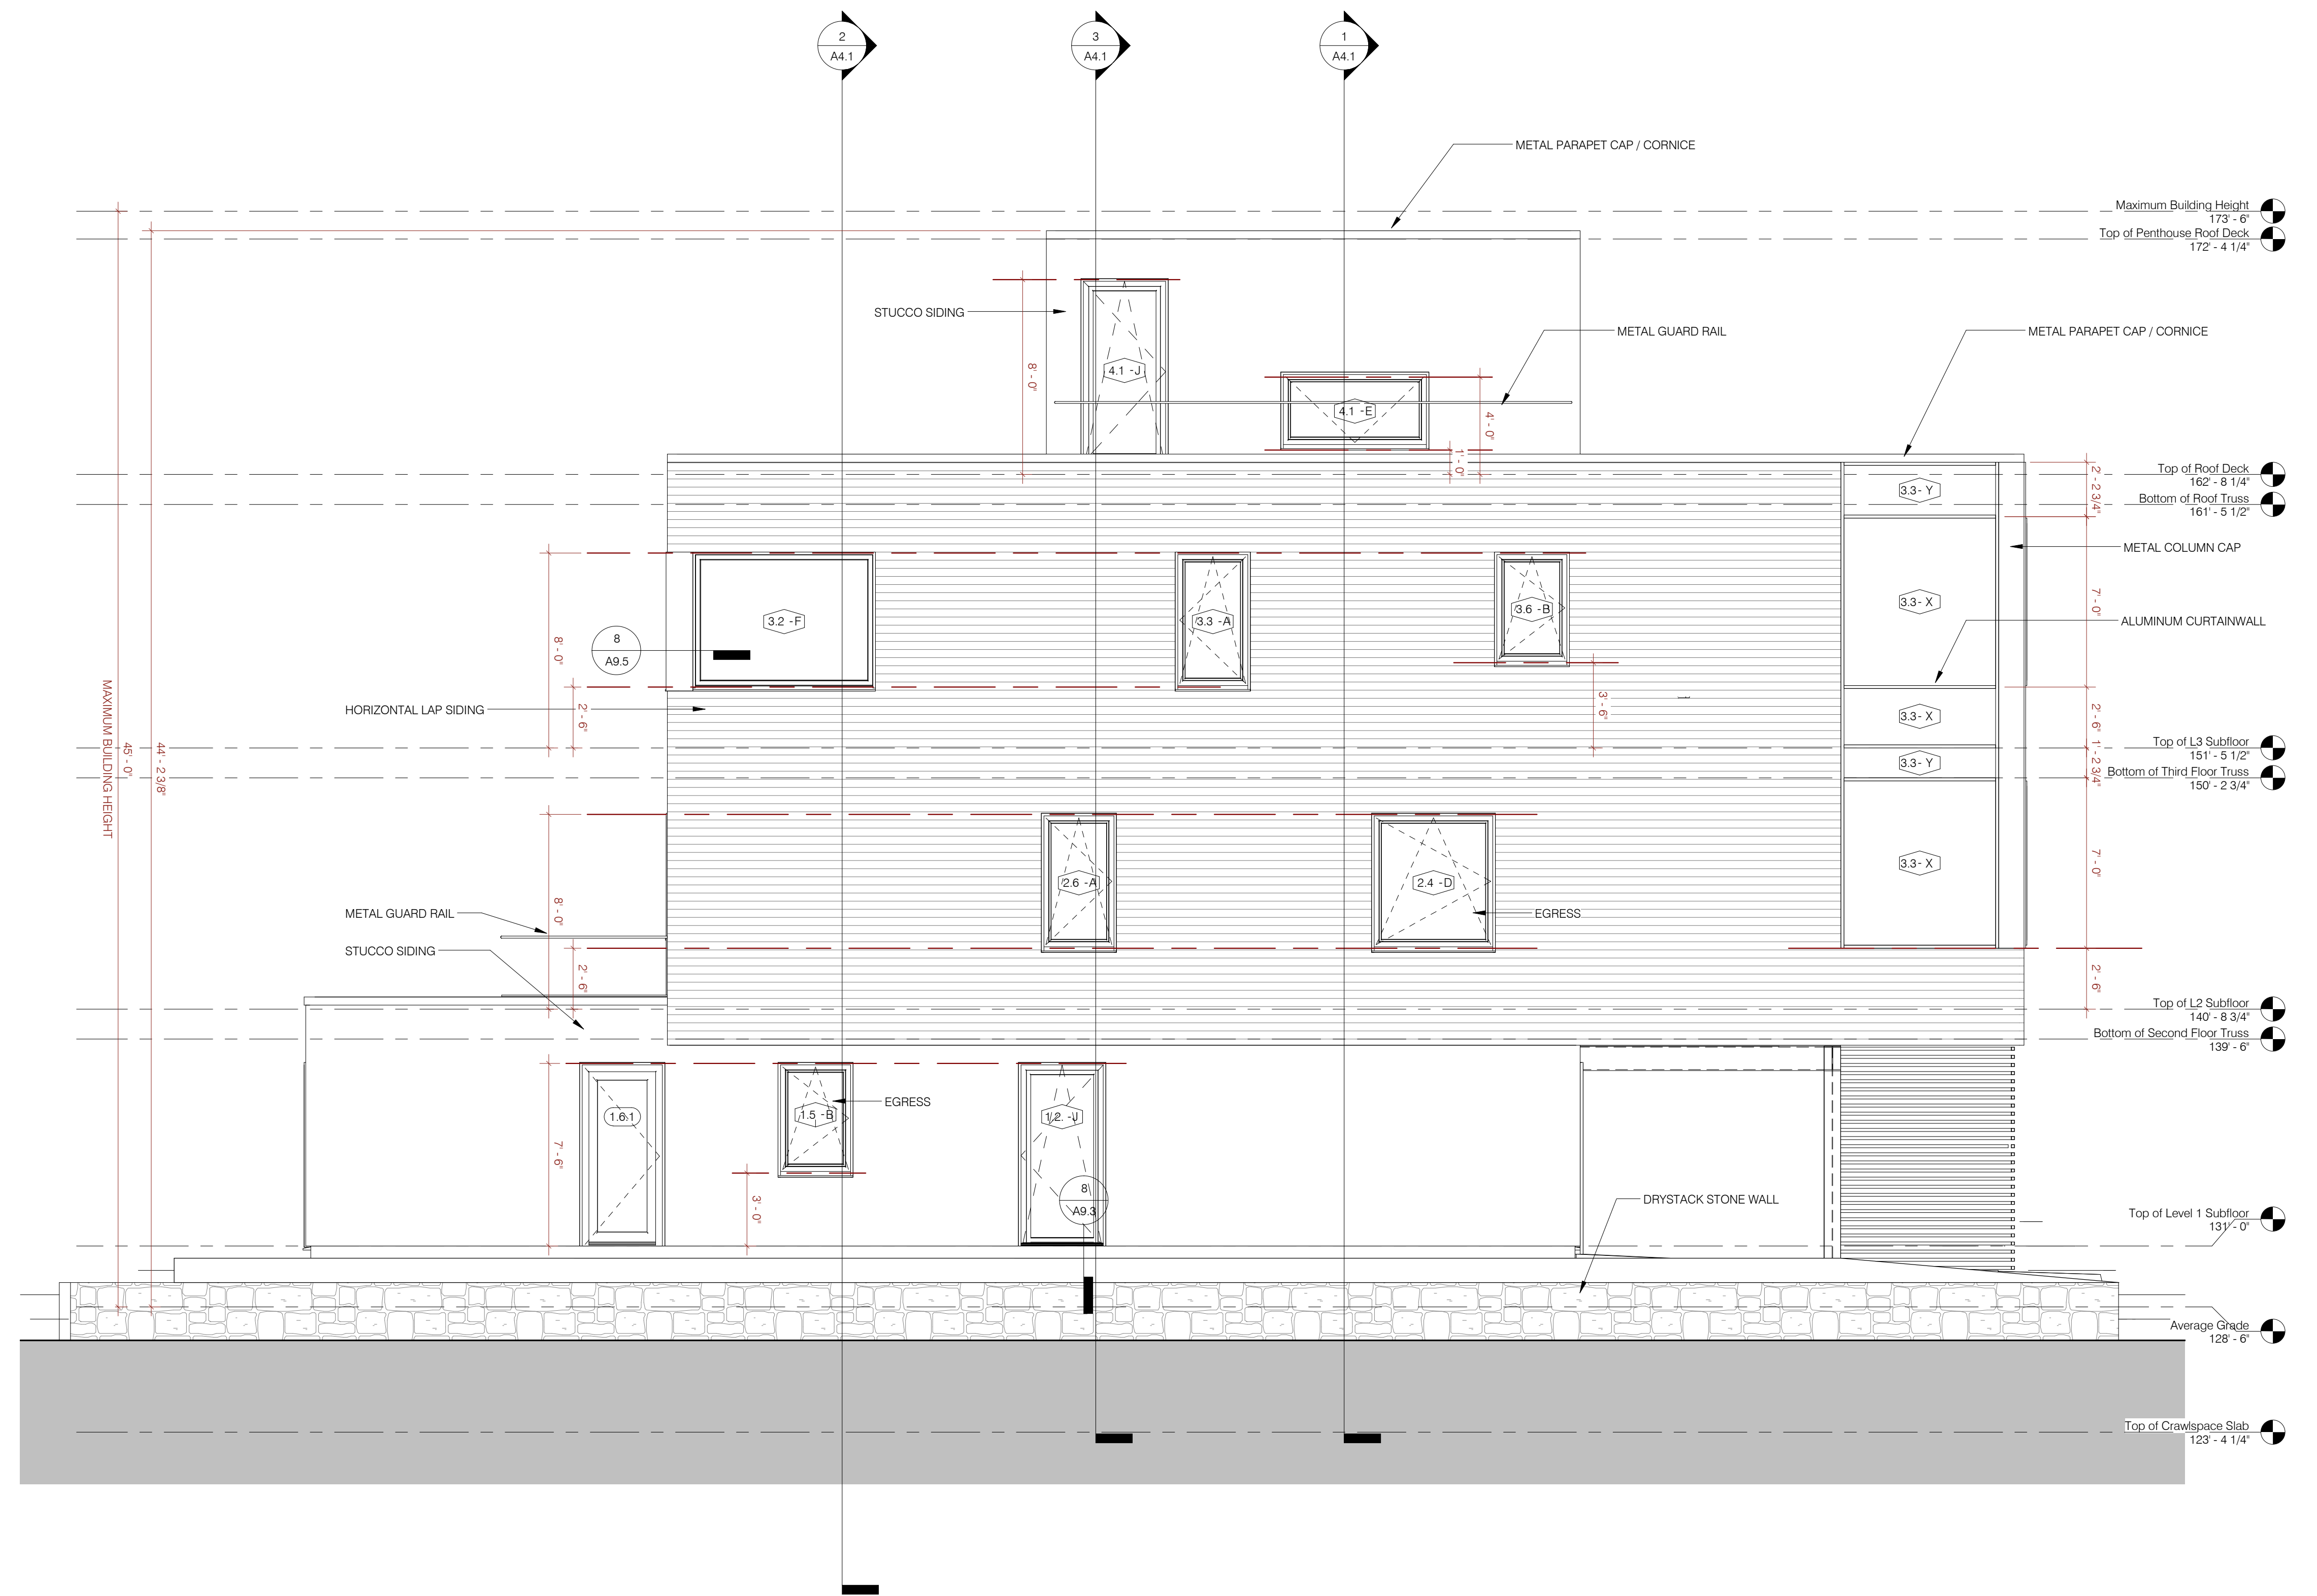 2
A4.1
3
A4.1
1
A4.1
METAL PARAPET CAP / CORNICE
Maximum Building Height
173' - 6"
Top of Penthouse Roof Deck
172' - 4 1/4"
STUCCO SIDING
METAL GUARD RAIL
METAL PARAPET CAP / CORNICE
8' - 0"
4.1 -J
4.1 -E
4' - 0"
1' - 0"
Top of Roof Deck
162' - 8 1/4"
Bottom of Roof Truss
161' - 5 1/2"
3.3- Y
2' - 2 3/4"
METAL COLUMN CAP
7' - 0"
3.3- X
3.2 -F
3.3 -A
3.6 -B
8
A9.5
8' - 0"
ALUMINUM CURTAINWALL
HORIZONTAL LAP SIDING
2' - 6"
3' - 6"
1
3.3- X
2' - 6"
MAXIMUM BUILDING HEIGHT
45' - 0"
44' - 2 3/8"
Top of L3 Subfloor
151' - 5 1/2"
3.3- Y
1' - 2 3/4"
Bottom of Third Floor Truss
150' - 2 3/4"
3.3- X
7' - 0"
2.6 -A
2.4 -D
EGRESS
8' - 0"
METAL GUARD RAIL
STUCCO SIDING
2' - 6"
2' - 6"
Top of L2 Subfloor
140' - 8 3/4"
Bottom of Second Floor Truss
139' - 6"
1.6.1
1.5 -B
EGRESS
1.2. -J
7' - 6"
3' - 0"
8
A9.3
DRYSTACK STONE WALL
Top of Level 1 Subfloor
131' - 0"
Average Grade
128' - 6"
Top of Crawlspace Slab
123' - 4 1/4"